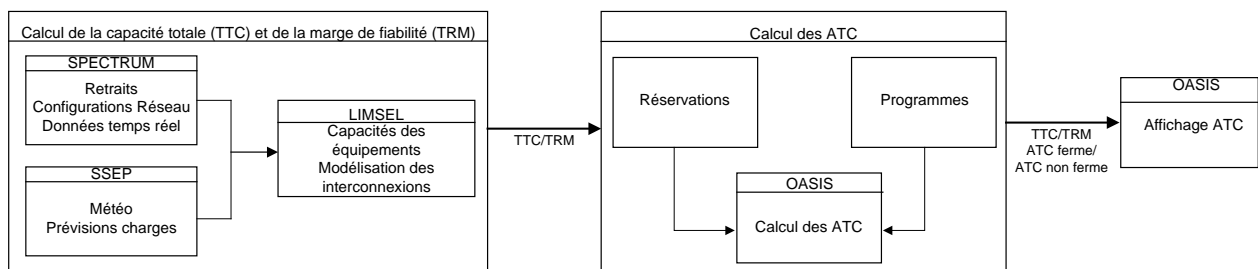 Calcul de la capacité totale (TTC) et de la marge de fiabilité (TRM)
SPECTRUM
Retraits
Configurations Réseau
Données temps réel
SSEP
Météo
Prévisions charges
LIMSEL
Capacités des
équipements
Modélisation des
interconnexions
TTC/TRM
Calcul des ATC
Réservations
Programmes
OASIS
Calcul des ATC
TTC/TRM
ATC ferme/
ATC non ferme
OASIS
Affichage ATC